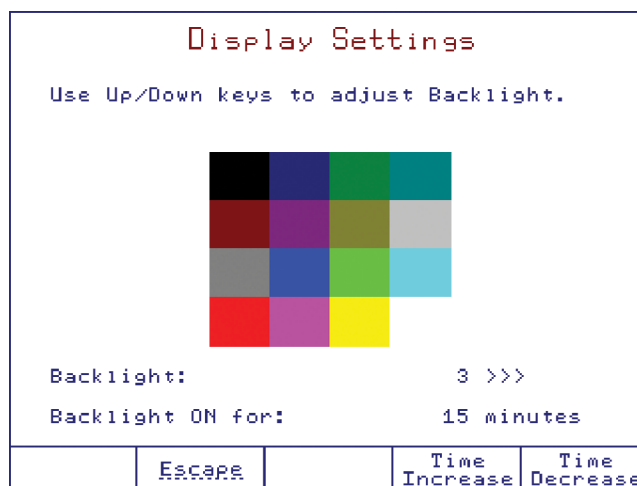 Display Settings
Use Up/Down keys to adjust Backlight.
Backlight: 3 >>>
Backlight ON for: 15 minutes
Escape
Time Increase
Time Decrease